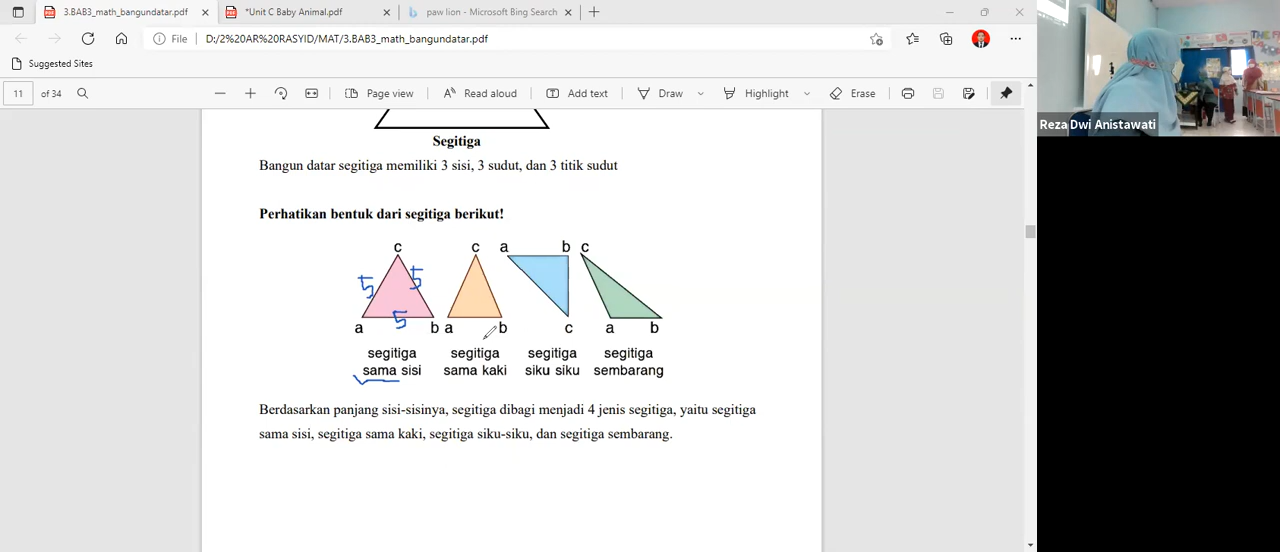 3.BAB3_math_bangundatar.pdf
*Unit C Baby Animal.pdf
paw lion - Microsoft Bing Search
File D:/2%20AR%20RASYID/MAT/3.BAB3_math_bangundatar.pdf
Suggested Sites
11 of 34
Page view
Read aloud
Add text
Draw
Highlight
Erase
Reza Dwi Anistawati
Segitiga
Bangun datar segitiga memiliki 3 sisi, 3 sudut, dan 3 titik sudut
Perhatikan bentuk dari segitiga berikut!
c c a b c
5 5
5
a b a b c a b
segitiga segitiga segitiga segitiga
sama sisi sama kaki siku siku sembarang
Berdasarkan panjang sisi-sisinya, segitiga dibagi menjadi 4 jenis segitiga, yaitu segitiga
sama sisi, segitiga sama kaki, segitiga siku-siku, dan segitiga sembarang.